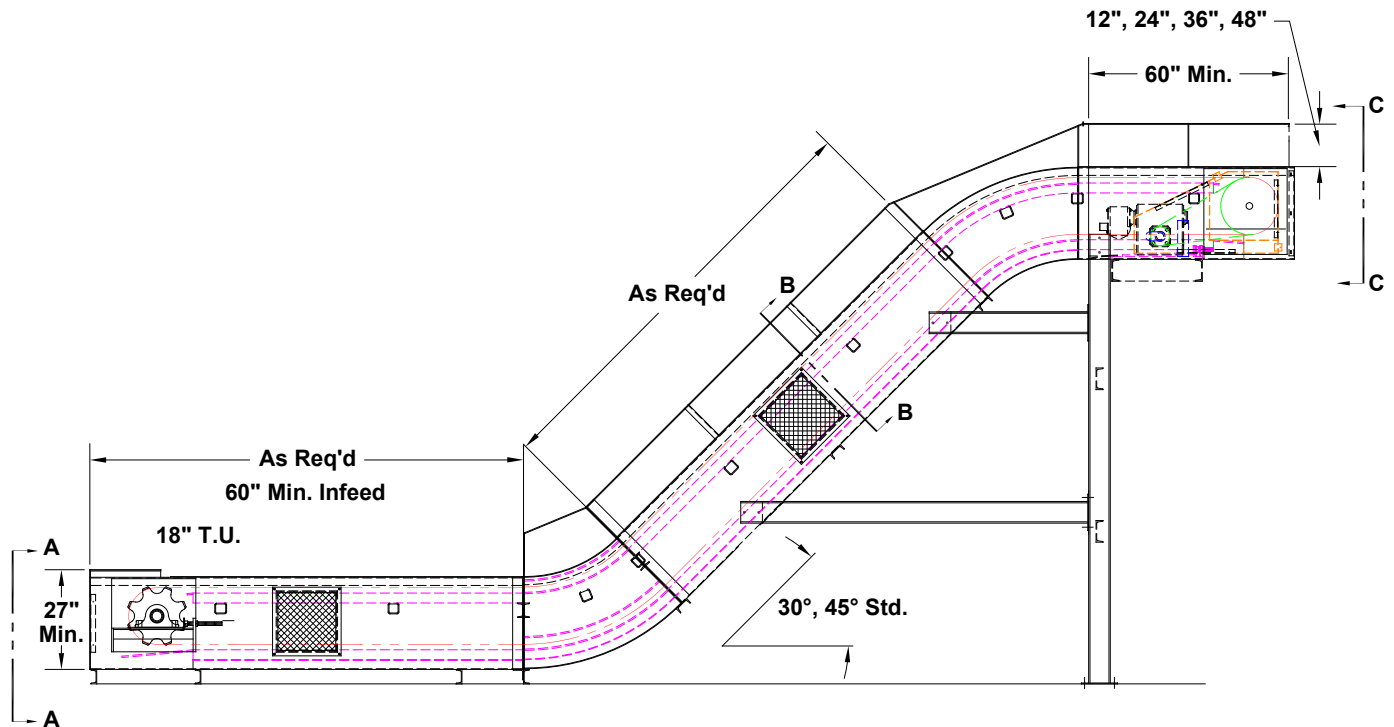 12", 24", 36", 48"
60" Min.
C
C
As Req'd
B
B
As Req'd
60" Min. Infeed
18" T.U.
A
27"
Min.
30°, 45° Std.
A